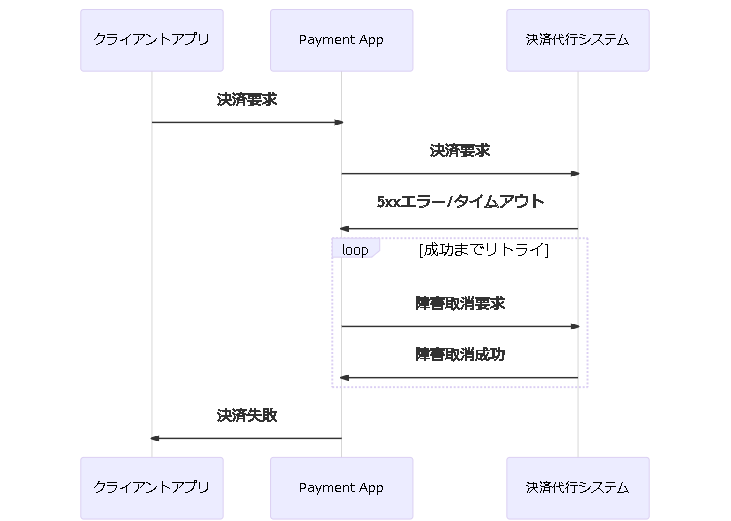 クライアントアプリ
Payment App
決済代行システム
決済要求
決済要求
5xxエラー/タイムアウト
loop
[成功までリトライ]
障害取消要求
障害取消成功
決済失敗
クライアントアプリ
Payment App
決済代行システム